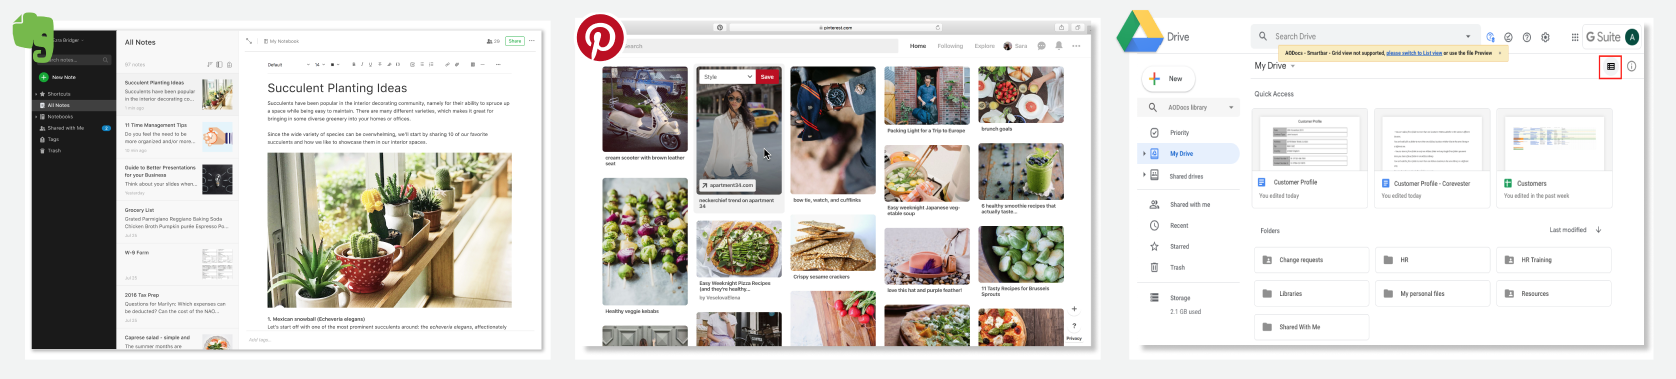 All Notes
97 notes
New Note
Shortcuts
All Notes
Notebooks
Shared with Me
Tags
Trash
Succulent Planting Ideas
Succulents have been popular
in the interior decorating co...
11 Time Management Tips
Do you feel the need to be
more organized and/or more...
Guide to Better Presentations
for your Business
Think about your slides when...
Yesterday
Grocery List
Grated Parmigiano Reggiano Baking Soda
Chicken Broth Pumpkin purée Espresso Po...
Jul 25
W-9 Form
Jul 25
2016 Tax Prep
Questions for Marilyn: Which expenses can
be deducted? Can the cost of the NAO...
Jul 25
Caprese salad - simple and
The summer months are
My Notebook
29
Share
Default
Succulent Planting Ideas
Succulents have been popular in the interior decorating community, namely for their ability to spruce up
a space while being easy to maintain. There are many different varieties, which makes it great for
bringing in some diverse greenery into your homes or offices.
Since the wide variety of species can be overwhelming, we'll start by sharing 10 of our favorite
succulents and how we like to showcase them in our interior spaces.
1. Mexican snowball (Echeveria elegans)
Let's start off with one of the most prominent succulents around: the echeveria elegans, affectionately
Add tags...
pinterest.com
Search
Home
Following
Explore
Sara
Style
Save
apartment34.com
cream scooter with brown leather
seat
neckerchief trend on apartment
34
bow tie, watch, and cufflinks
Packing Light for a Trip to Europe
brunch goals
Easy weeknight Japanese veg-
etable soup
6 healthy smoothie recipes that
actually taste...
Healthy veggie kebabs
Easy Weeknight Pizza Recipes
(and they're healthy...
by VoselovaElena
Crispy sesame crackers
love this hat and purple feather!
11 Tasty Recipes for Brussels
Sprouts
+
?
Privacy
Drive
Search Drive
G Suite
A
AODocs - Smartbar - Grid view not supported, please switch to List view or use the file Preview ×
My Drive
New
AODocs library
Priority
My Drive
Shared drives
Shared with me
Recent
Starred
Trash
Storage
2.1 GB used
Quick Access
Customer Profile
Customer Profile
You edited today
Customer Profile - Corevester
You edited today
Customers
You edited in the past week
Folders
Last modified
Change requests
HR
HR Training
Libraries
My personal files
Resources
Shared With Me